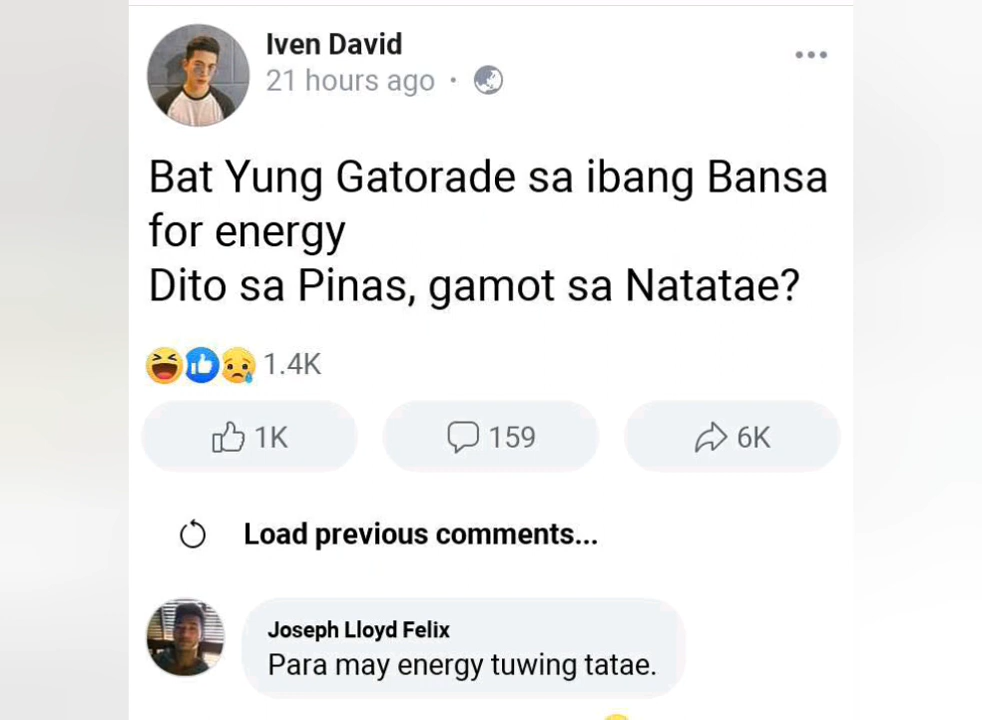 Iven David
21 hours ago ·
Bat Yung Gatorade sa ibang Bansa
for energy
Dito sa Pinas, gamot sa Natatae?
1.4K
1K
159
6K
Load previous comments...
Joseph Lloyd Felix
Para may energy tuwing tatae.